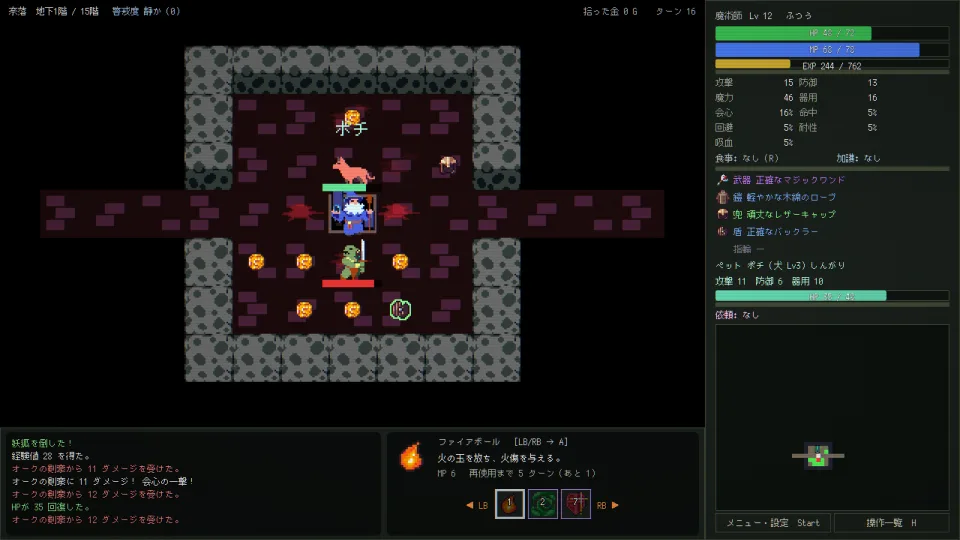 奈落 地下1階 / 15階 警戒度 静か (0)
拾った金 0 G ターン 16
ポチ
妖狐を倒した!
経験値 28 を得た。
オークの剣豪から 11 ダメージを受けた。
オークの剣豪に 11 ダメージ! 会心の一撃!
オークの剣豪から 12 ダメージを受けた。
HPが 35 回復した。
オークの剣豪から 12 ダメージを受けた。
ファイアボール [LB/RB → A]
火の玉を放ち、火傷を与える。
MP 6 再使用まで 5 ターン (あと 1)
LB 1 2 RB
魔術師 Lv 12 ふつう
HP 48 / 72
MP 68 / 78
EXP 244 / 762
攻撃 15 防御 13
魔力 46 器用 16
会心 16% 命中 5%
回避 5% 耐性 5%
吸血 5%
食事: なし (R) 加護: なし
武器 正確なマジックワンド
鎧 軽やかな木綿のローブ
兜 頑丈なレザーキャップ
盾 正確なバックラー
指輪 —
ペット ポチ (犬 Lv3) しんがり
攻撃 11 防御 6 器用 10
依頼: なし
メニュー・設定 Start
操作一覧 H